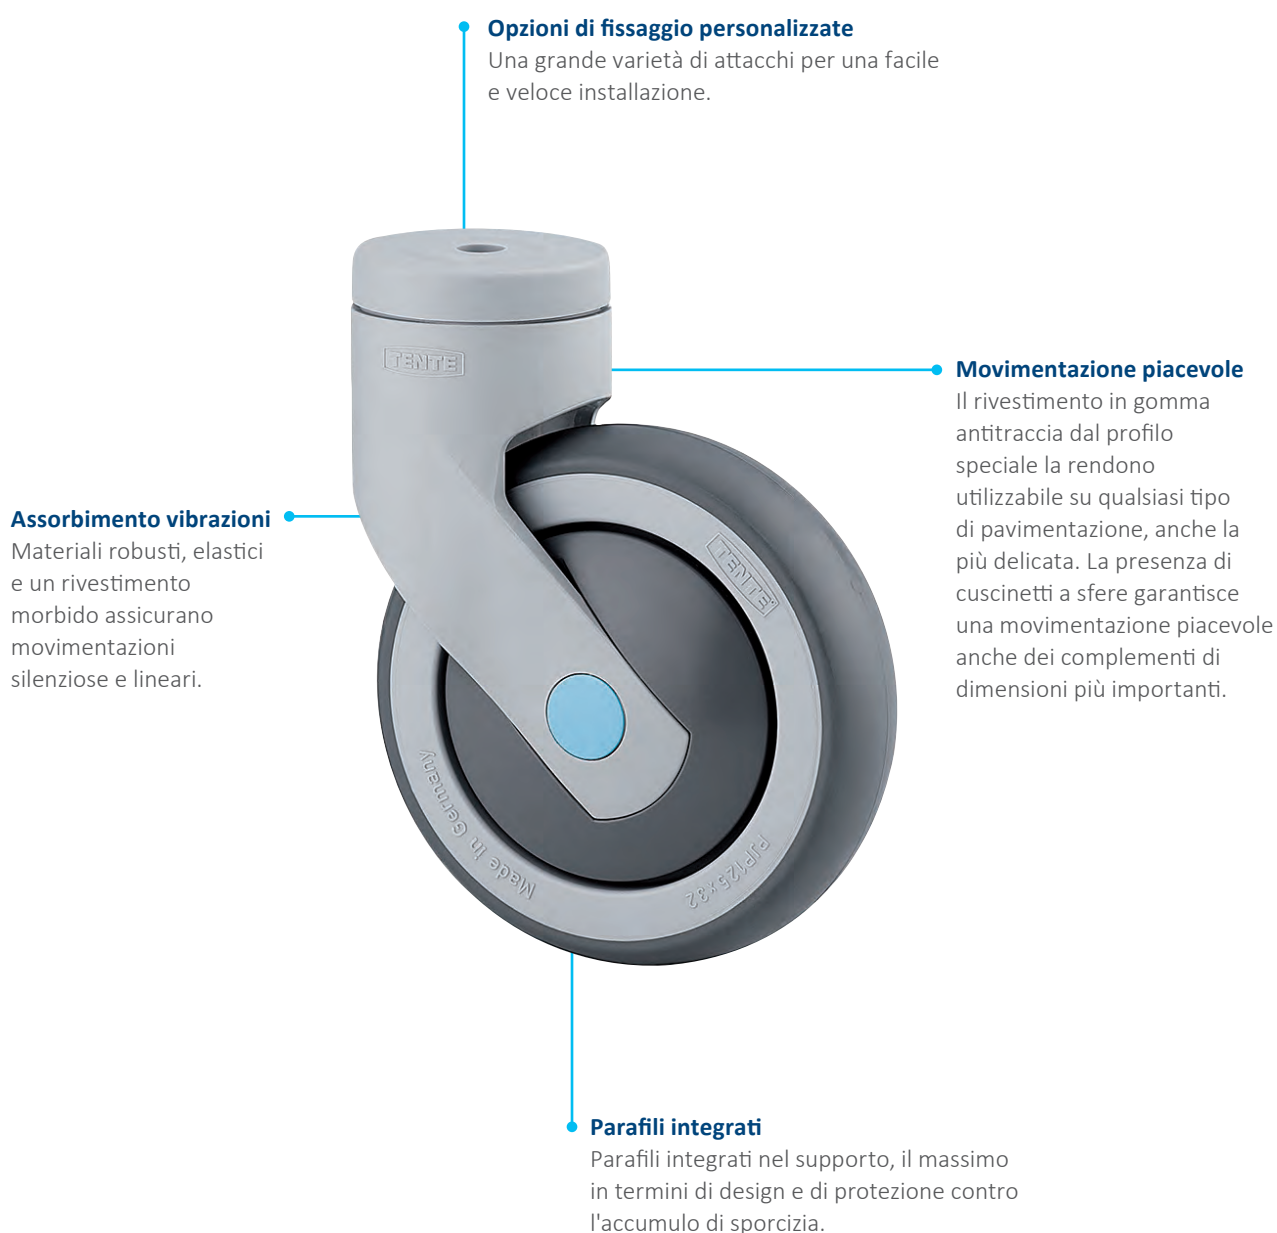 Opzioni di fissaggio personalizzate
Una grande varietà di attacchi per una facile
e veloce installazione.
TENTE
Movimentazione piacevole
Il rivestimento in gomma
antitraccia dal profilo
speciale la rendono
utilizzabile su qualsiasi tipo
di pavimentazione, anche la
più delicata. La presenza di
cuscinetti a sfere garantisce
una movimentazione piacevole
anche dei complementi di
dimensioni più importanti.
Assorbimento vibrazioni
Materiali robusti, elastici
e un rivestimento
morbido assicurano
movimentazioni
silenziose e lineari.
TENTE
Made in Germany
PJP125x32
Parafili integrati
Parafili integrati nel supporto, il massimo
in termini di design e di protezione contro
l'accumulo di sporcizia.